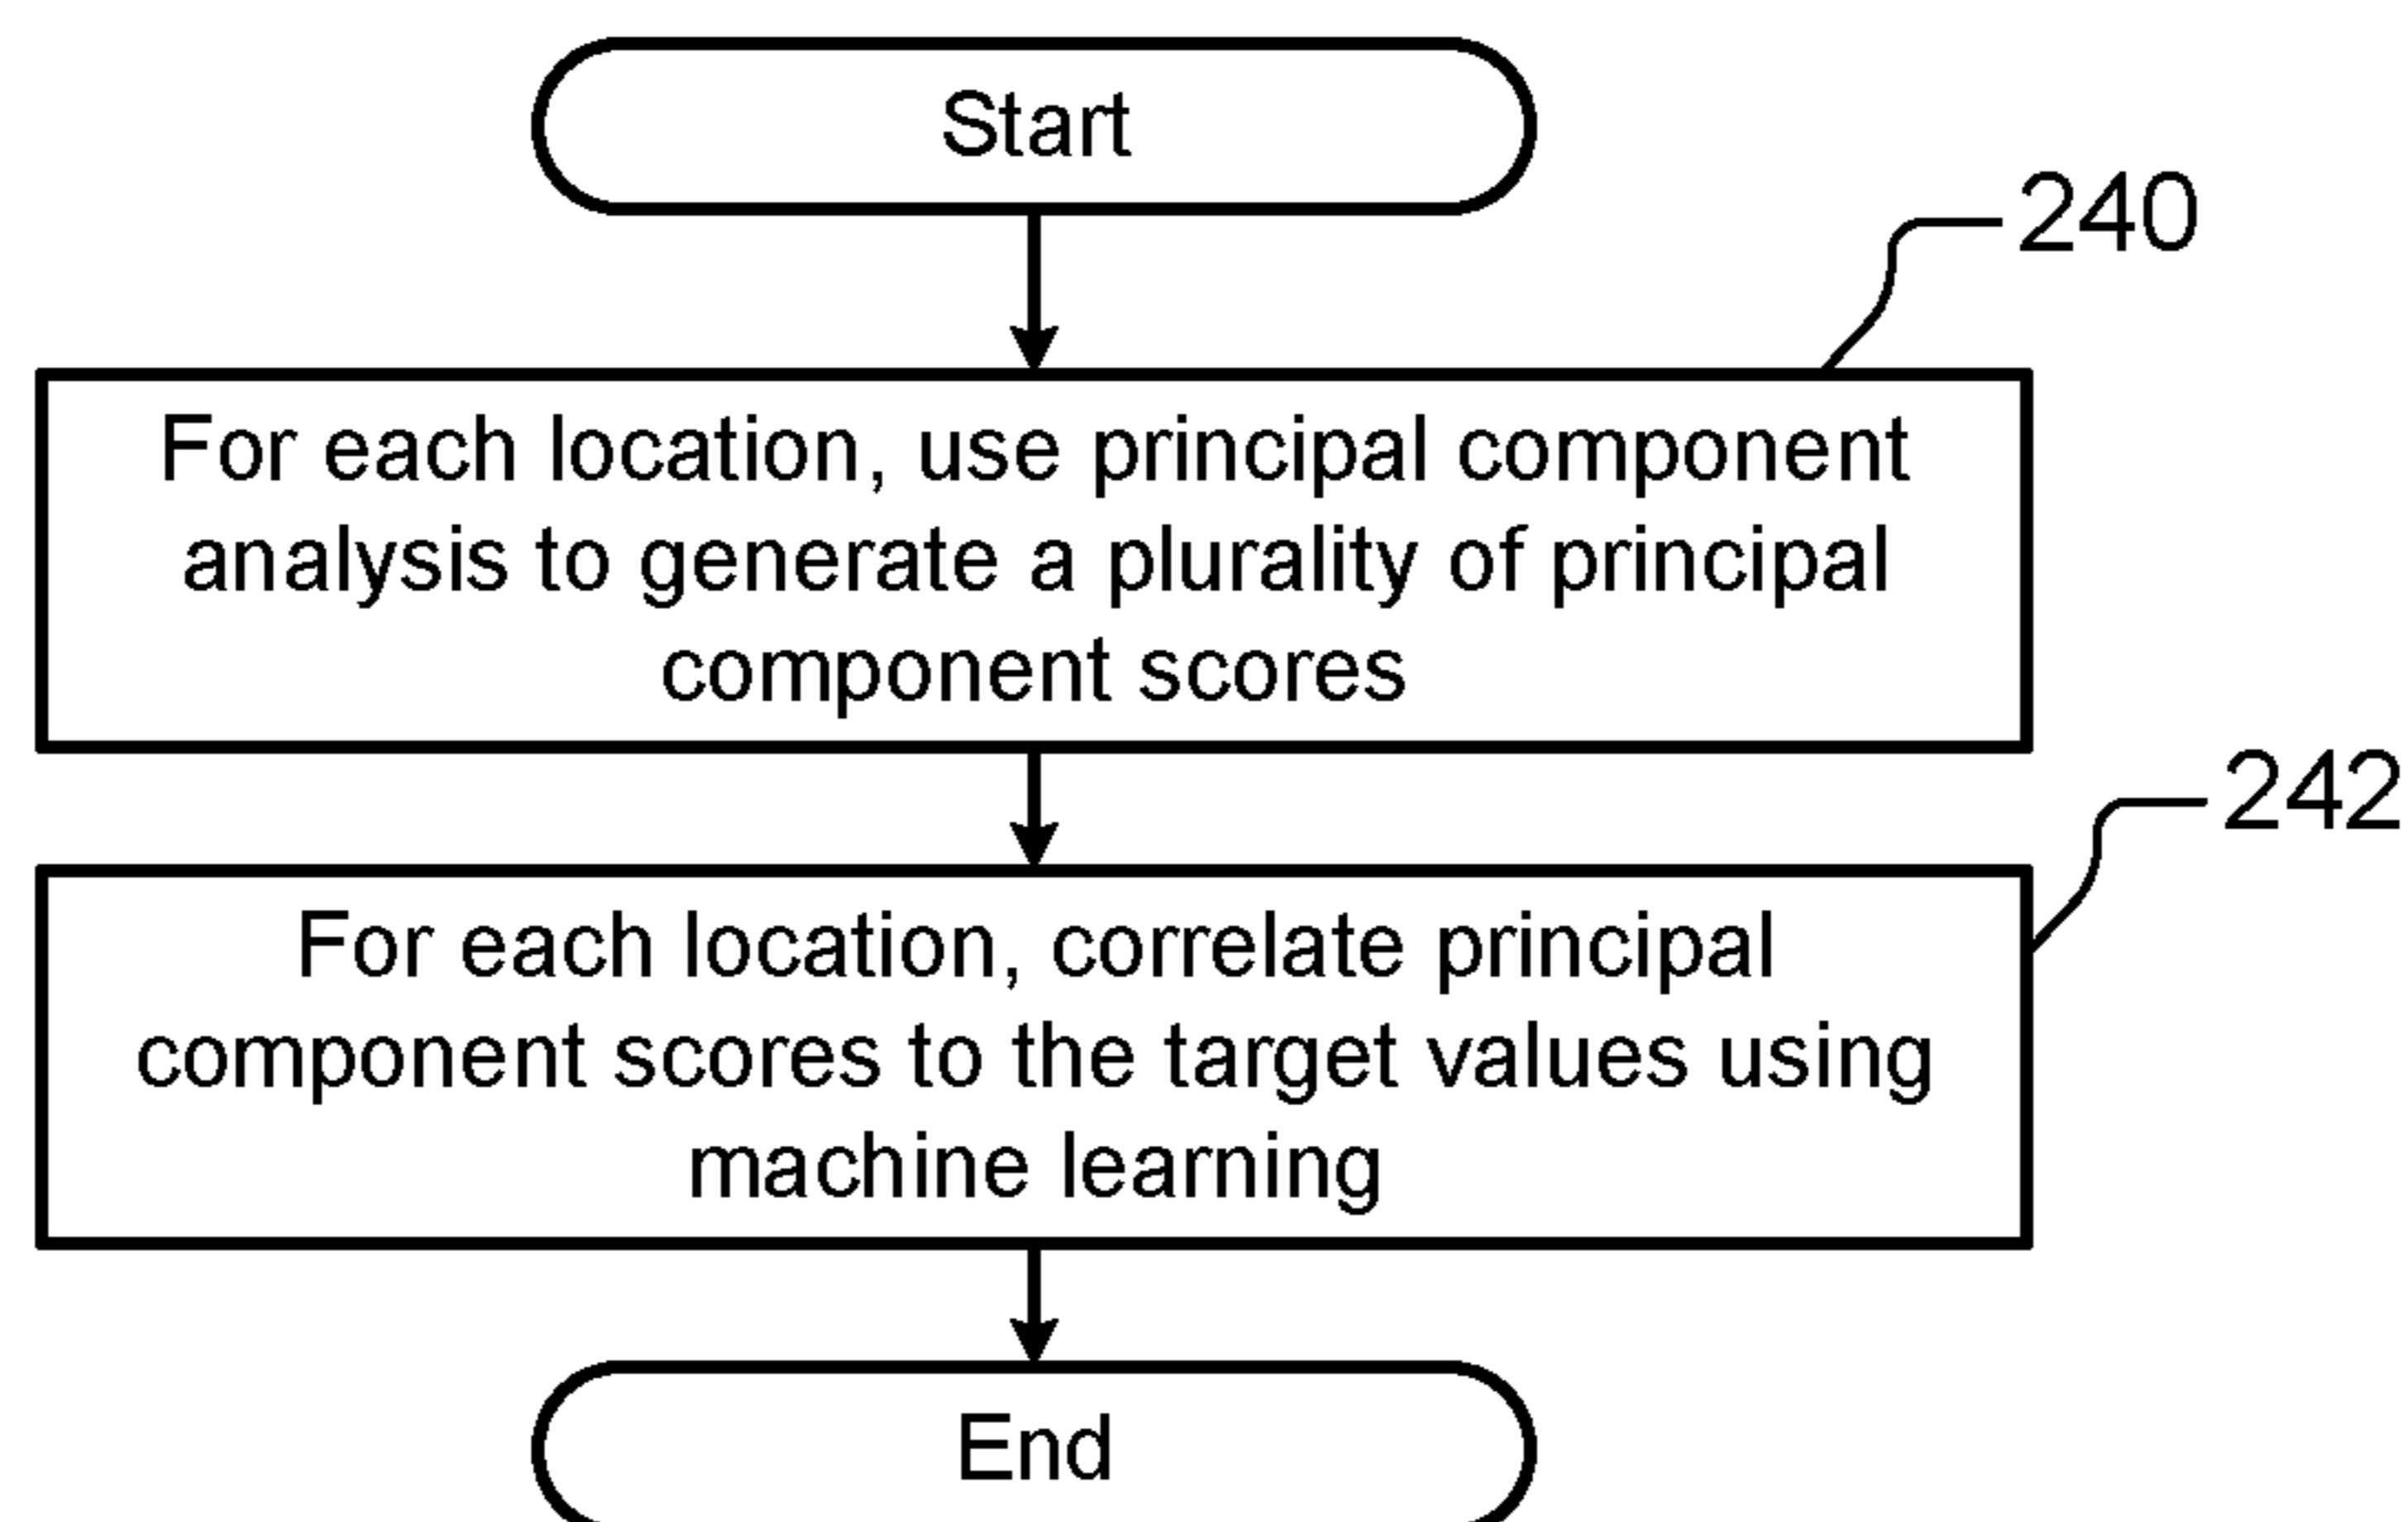 Start
240
For each location, use principal component
analysis to generate a plurality of principal
component scores
242
For each location, correlate principal
component scores to the target values using
machine learning
End